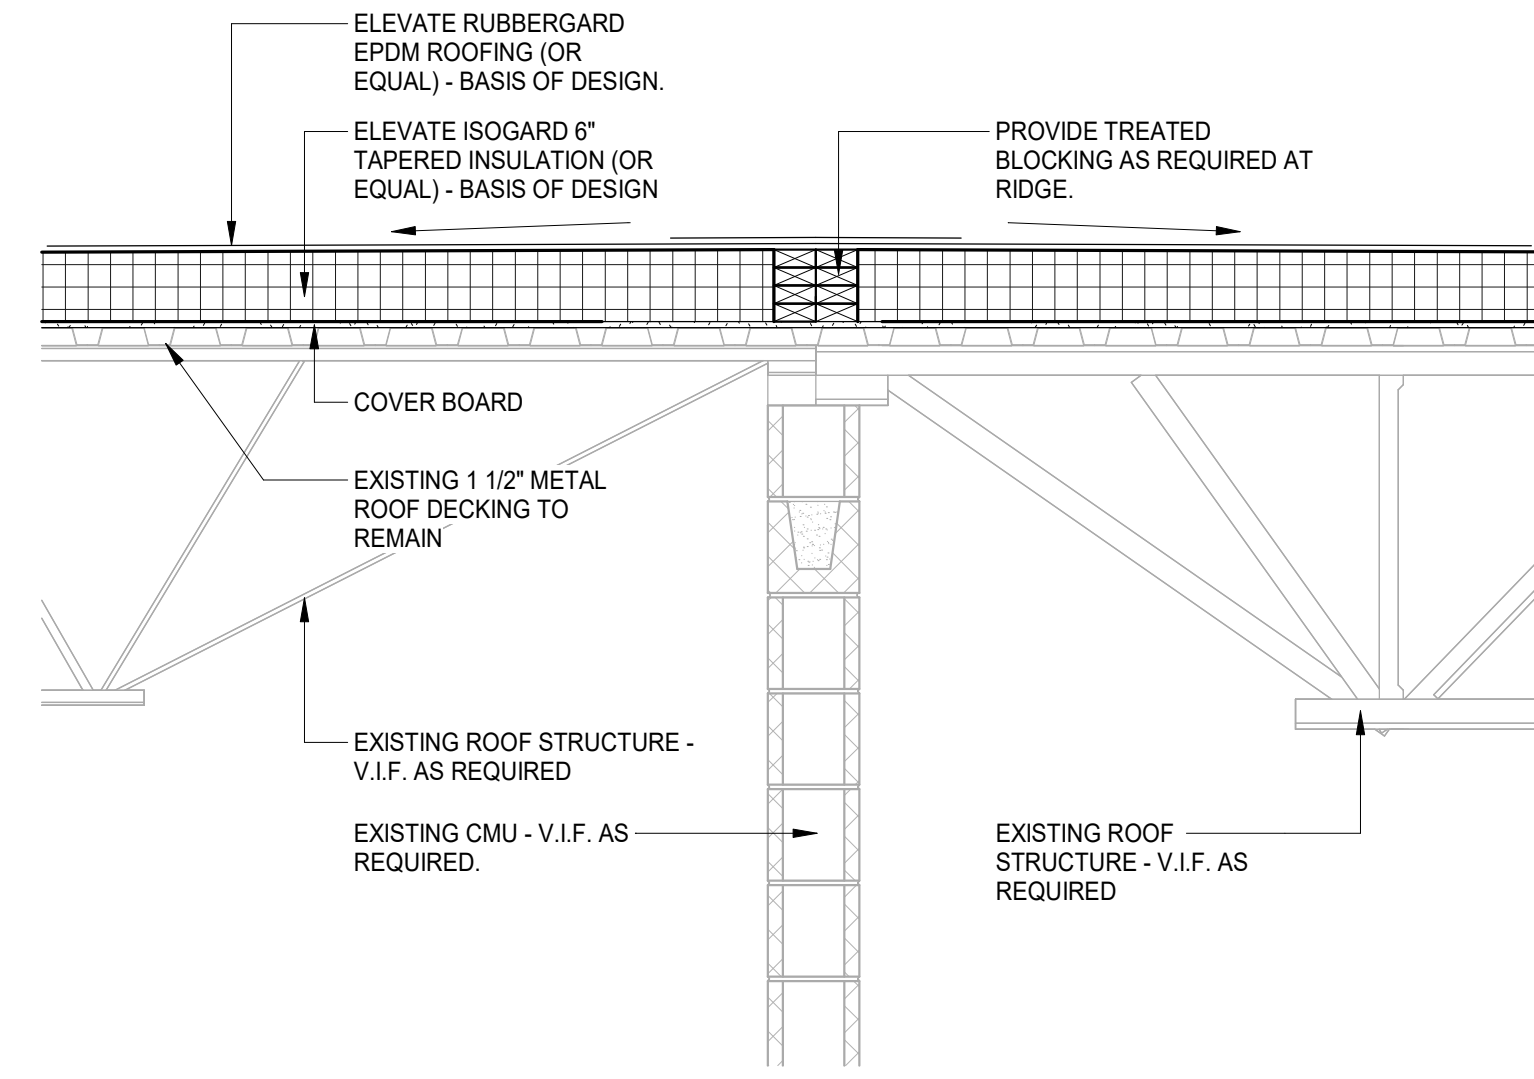 ELEVATE RUBBERGARD
EPDM ROOFING (OR
EQUAL) - BASIS OF DESIGN.
ELEVATE ISOGARD 6"
TAPERED INSULATION (OR
EQUAL) - BASIS OF DESIGN
PROVIDE TREATED
BLOCKING AS REQUIRED AT
RIDGE.
COVER BOARD
EXISTING 1 1/2" METAL
ROOF DECKING TO
REMAIN
EXISTING ROOF STRUCTURE -
V.I.F. AS REQUIRED
EXISTING CMU - V.I.F. AS
REQUIRED.
EXISTING ROOF
STRUCTURE - V.I.F. AS
REQUIRED